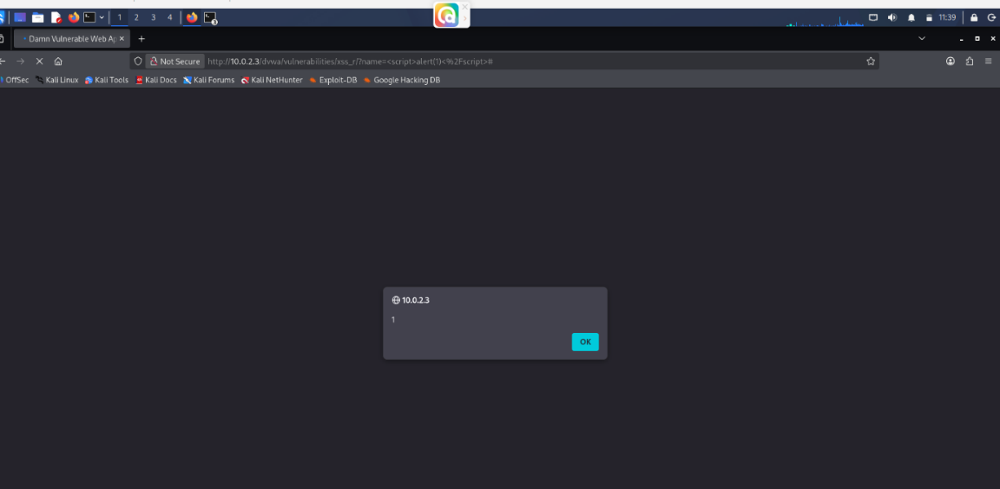 1 2 3 4 11:39
Damn Vulnerable Web Ap
Not Secure http://10.0.2.3/dvwa/vulnerabilities/xss_r/?name=<script>alert(1)<%2Fscript>#
OffSec Kali Linux Kali Tools Kali Docs Kali Forums Kali NetHunter Exploit-DB Google Hacking DB
10.0.2.3
1
OK